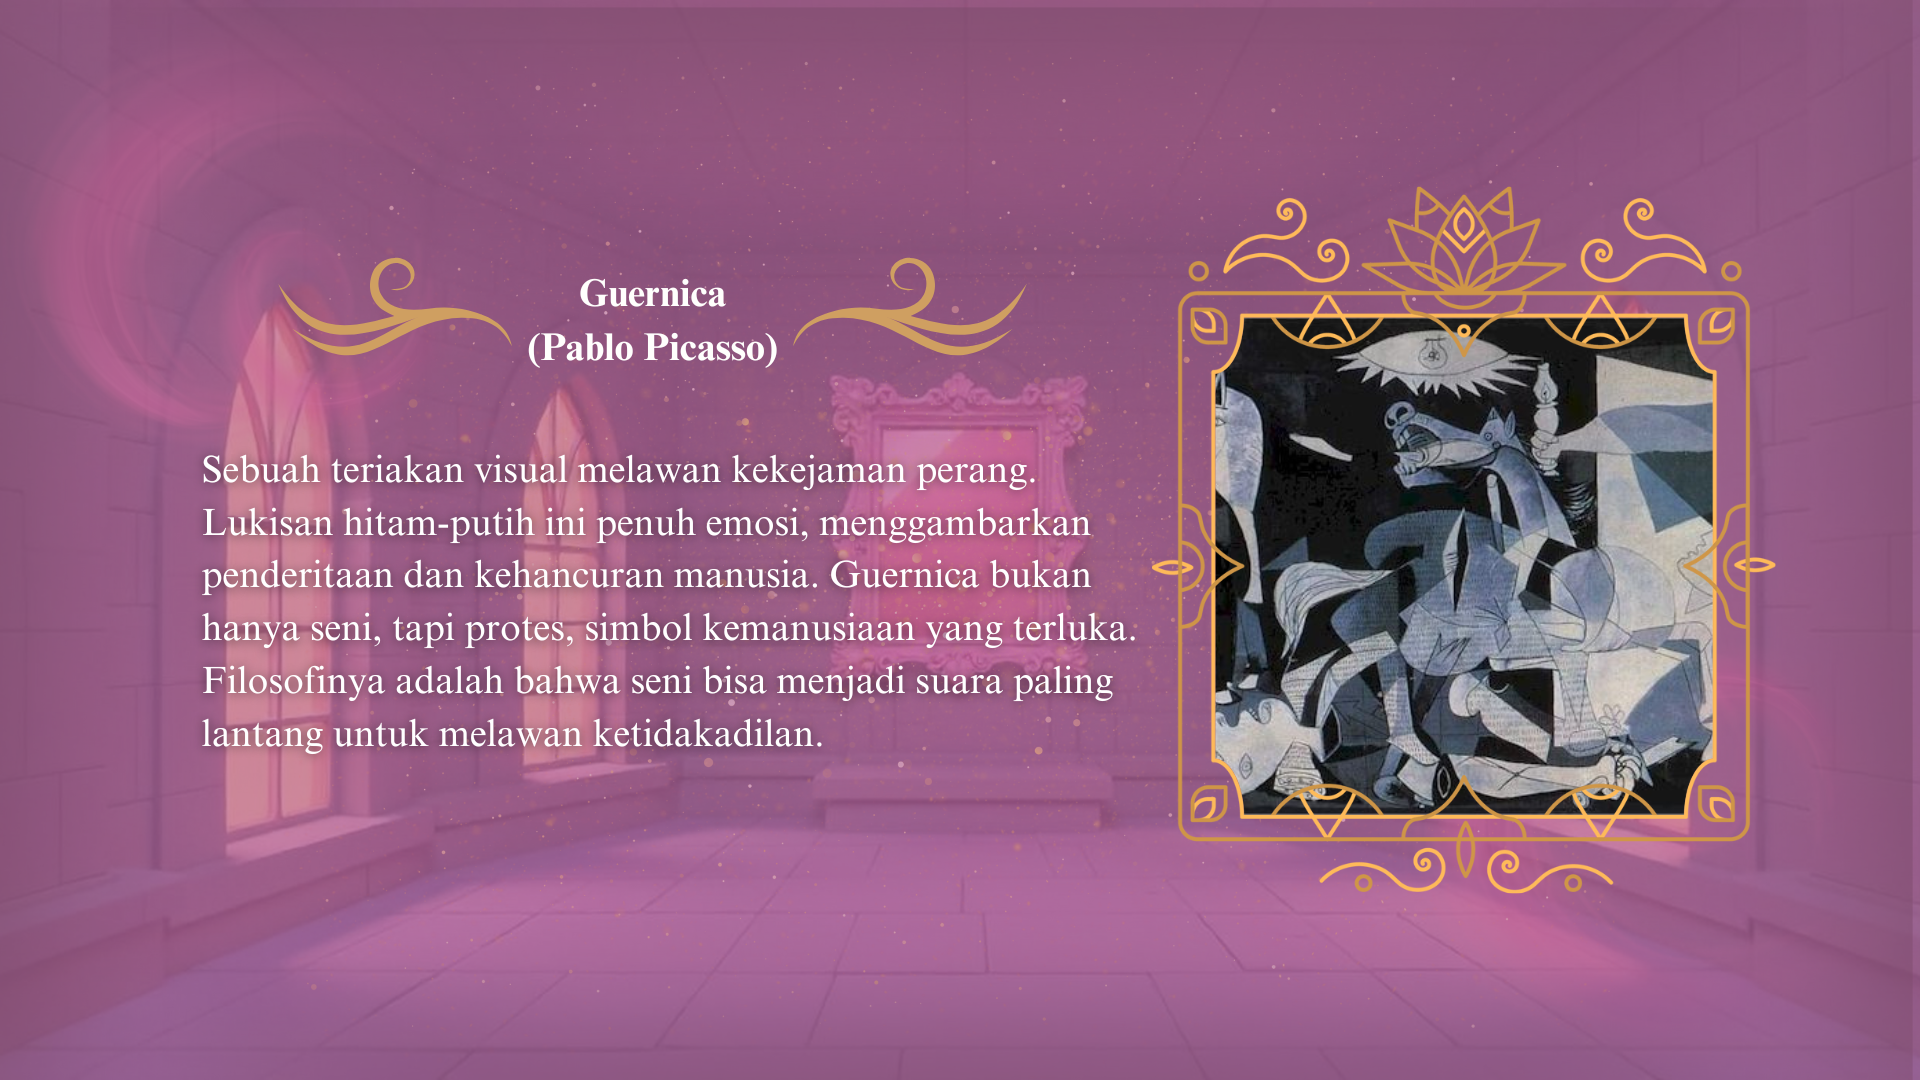 Guernica
(Pablo Picasso)
Sebuah teriakan visual melawan kekejaman perang.
Lukisan hitam-putih ini penuh emosi, menggambarkan
penderitaan dan kehancuran manusia. Guernica bukan
hanya seni, tapi protes, simbol kemanusiaan yang terluka.
Filosofinya adalah bahwa seni bisa menjadi suara paling
lantang untuk melawan ketidakadilan.